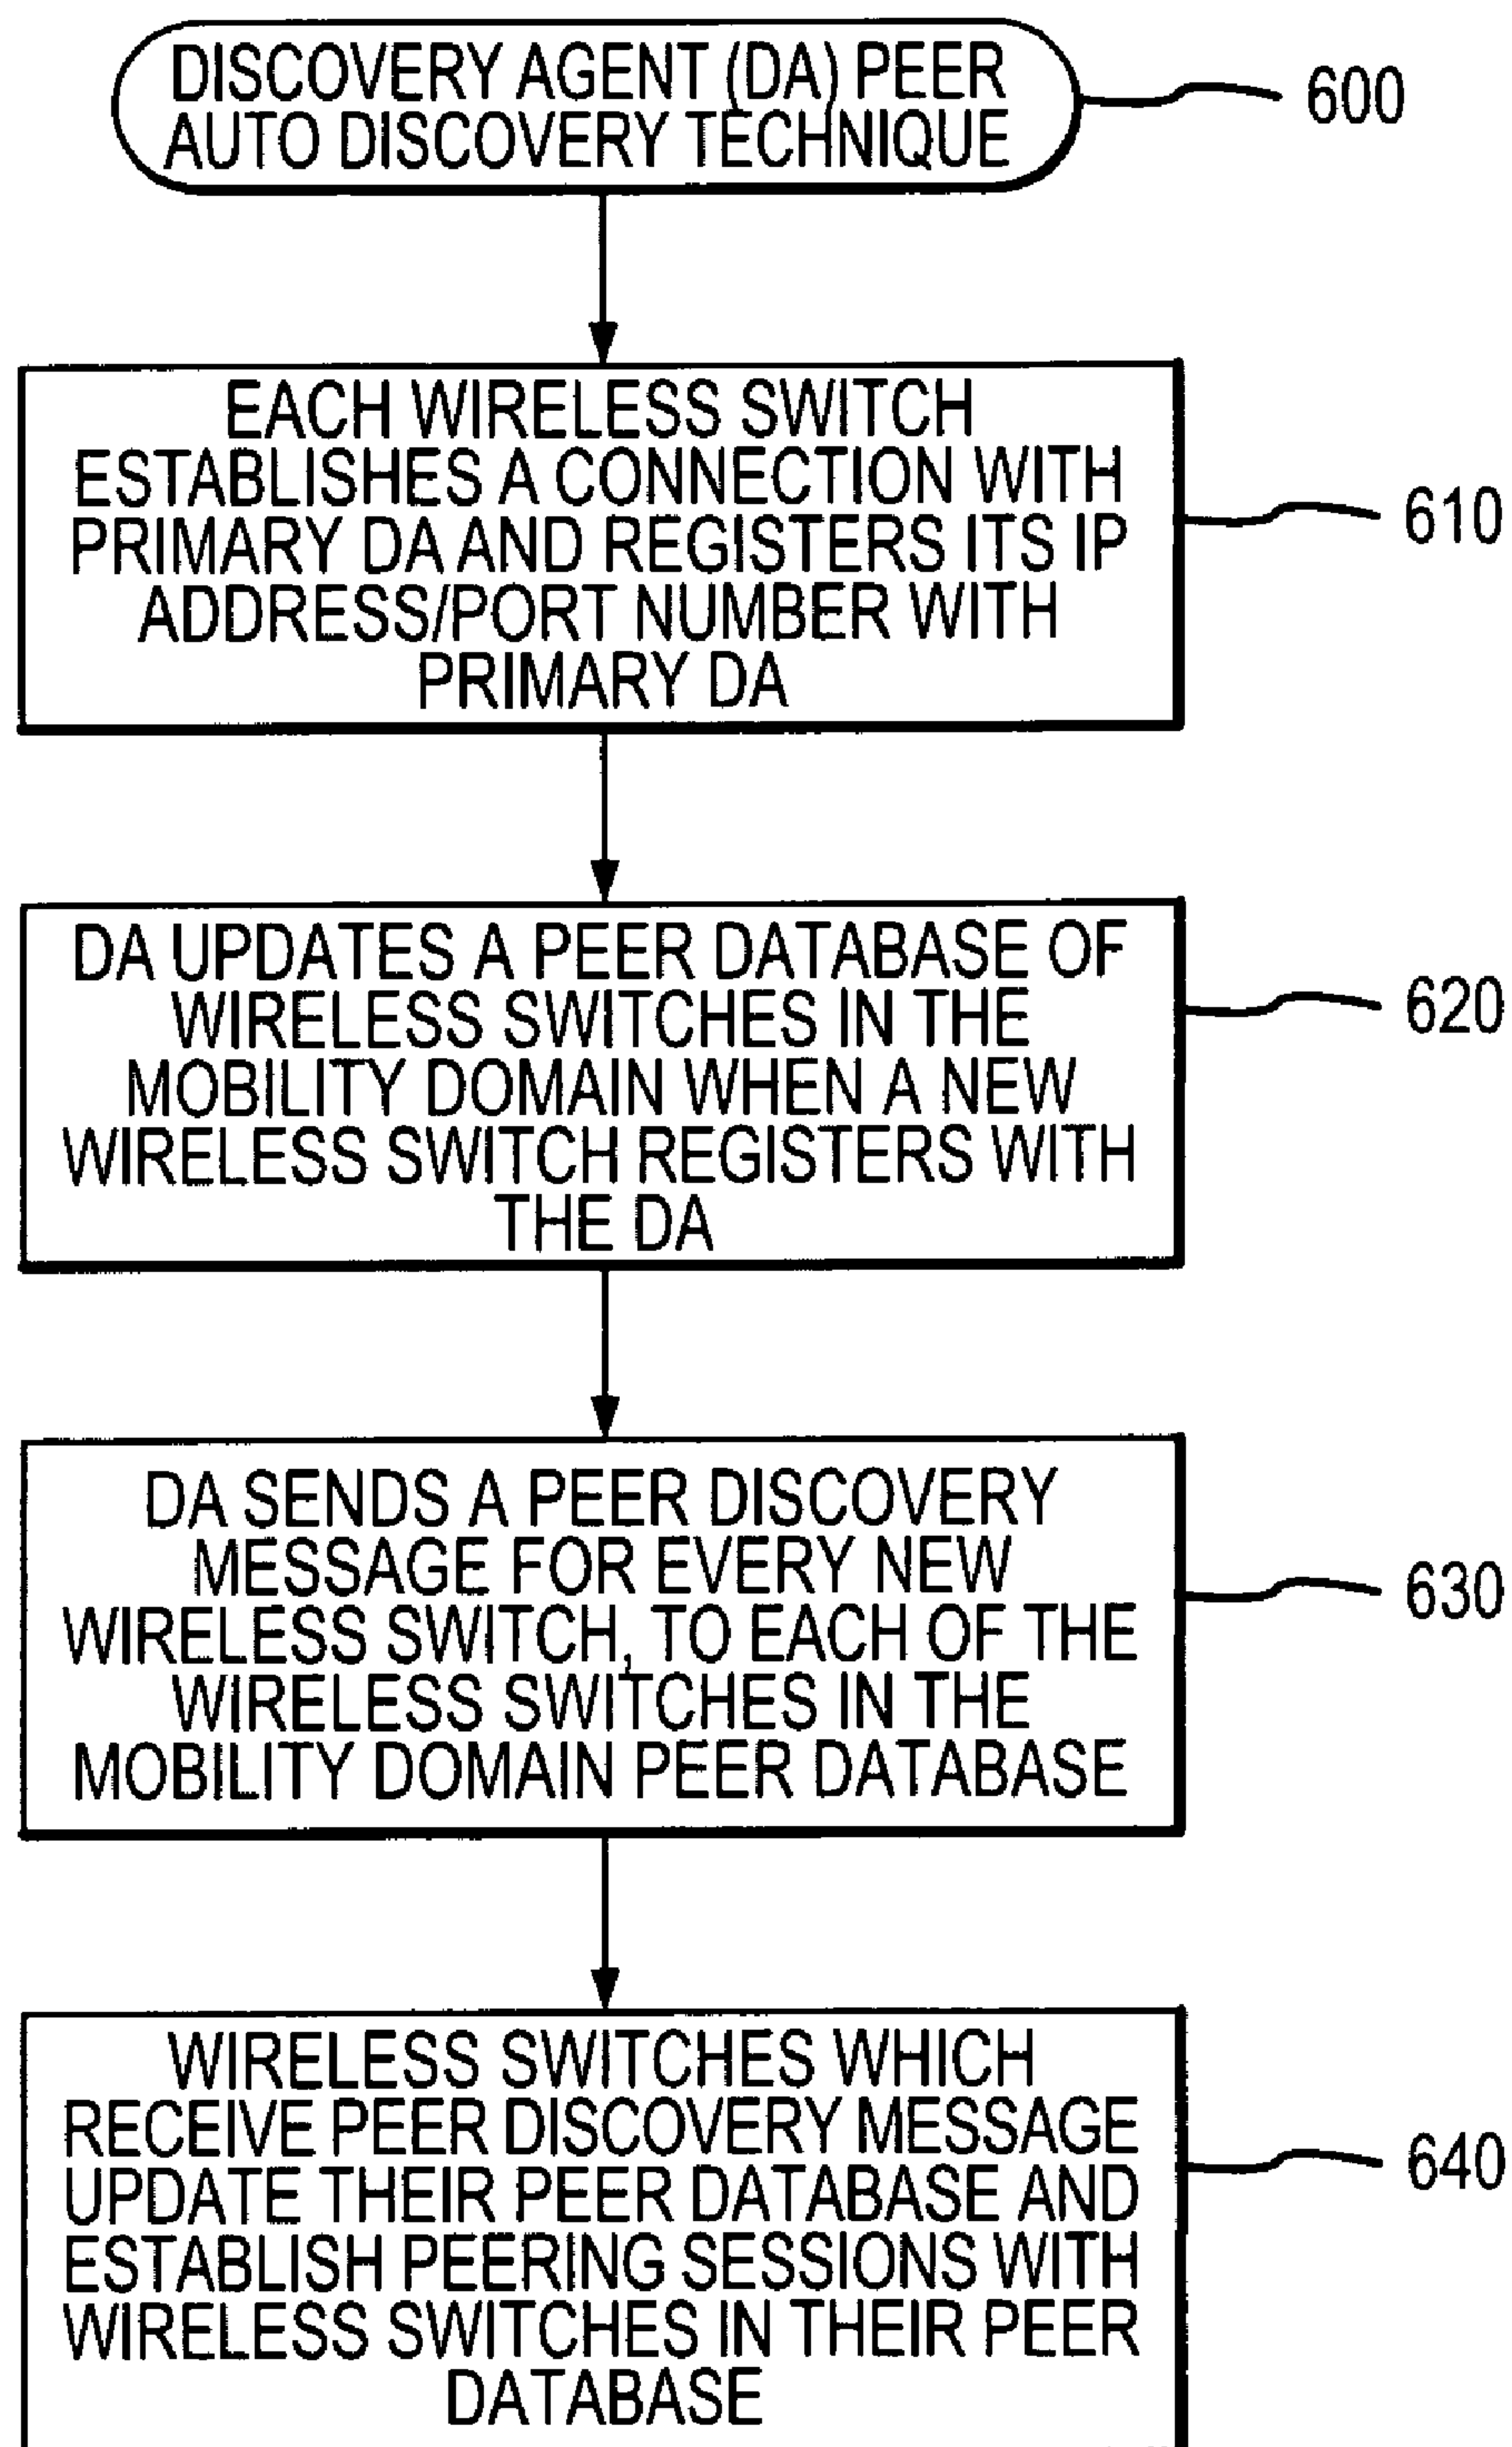 DISCOVERY AGENT (DA) PEER
AUTO DISCOVERY TECHNIQUE
600
EACH WIRELESS SWITCH
ESTABLISHES A CONNECTION WITH
PRIMARY DA AND REGISTERS ITS IP
ADDRESS/PORT NUMBER WITH
PRIMARY DA
610
DA UPDATES A PEER DATABASE OF
WIRELESS SWITCHES IN THE
MOBILITY DOMAIN WHEN A NEW
WIRELESS SWITCH REGISTERS WITH
THE DA
620
DA SENDS A PEER DISCOVERY
MESSAGE FOR EVERY NEW
WIRELESS SWITCH, TO EACH OF THE
WIRELESS SWITCHES IN THE
MOBILITY DOMAIN PEER DATABASE
630
WIRELESS SWITCHES WHICH
RECEIVE PEER DISCOVERY MESSAGE
UPDATE THEIR PEER DATABASE AND
ESTABLISH PEERING SESSIONS WITH
WIRELESS SWITCHES IN THEIR PEER
DATABASE
640